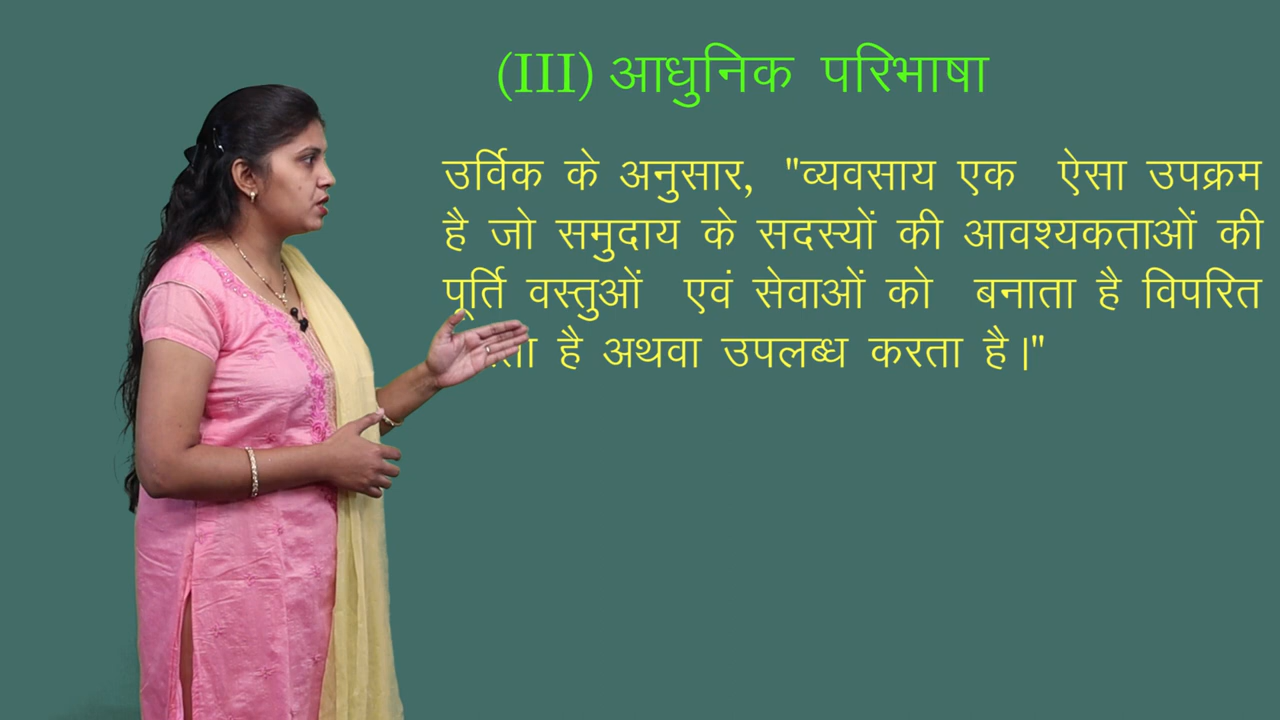 (III) आधुनिक परिभाषा
उर्विक के अनुसार, "व्यवसाय एक ऐसा उपक्रम
है जो समुदाय के सदस्यों की आवश्यकताओं की
पूर्ति वस्तुओं एवं सेवाओं को बनाता है विपरित
है अथवा उपलब्ध करता है।"